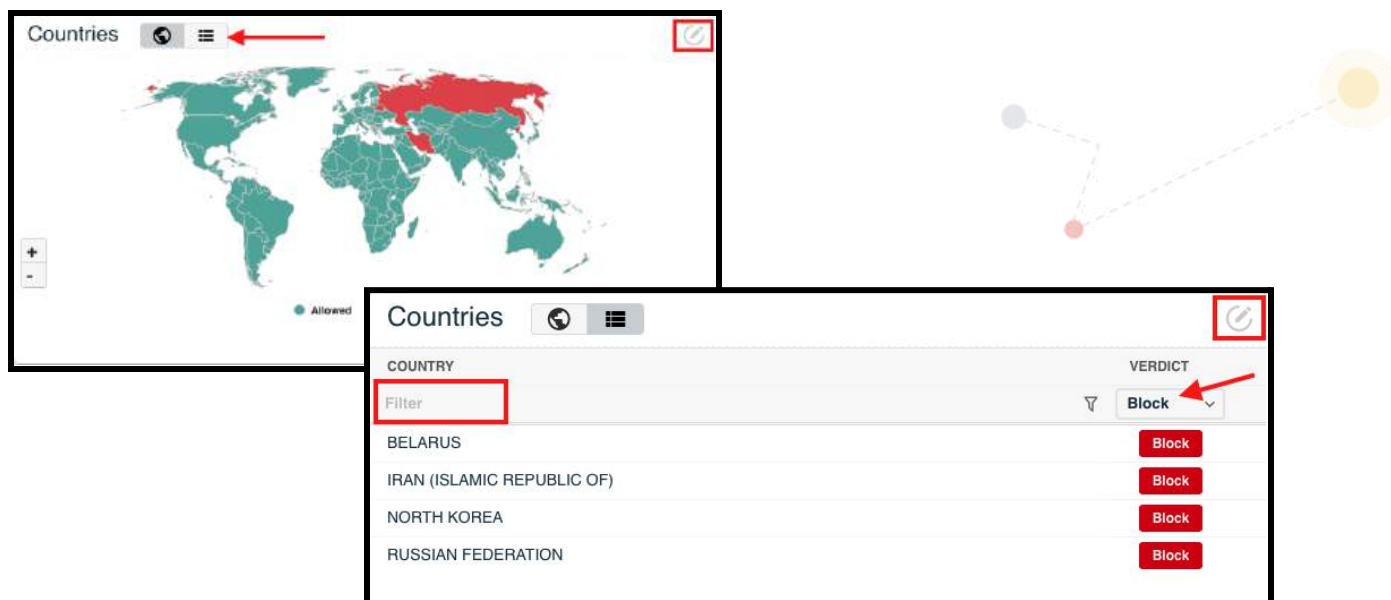 Countries
+
-
Allowed
Countries
COUNTRY VERDICT
Filter Block
BELARUS Block
IRAN (ISLAMIC REPUBLIC OF) Block
NORTH KOREA Block
RUSSIAN FEDERATION Block